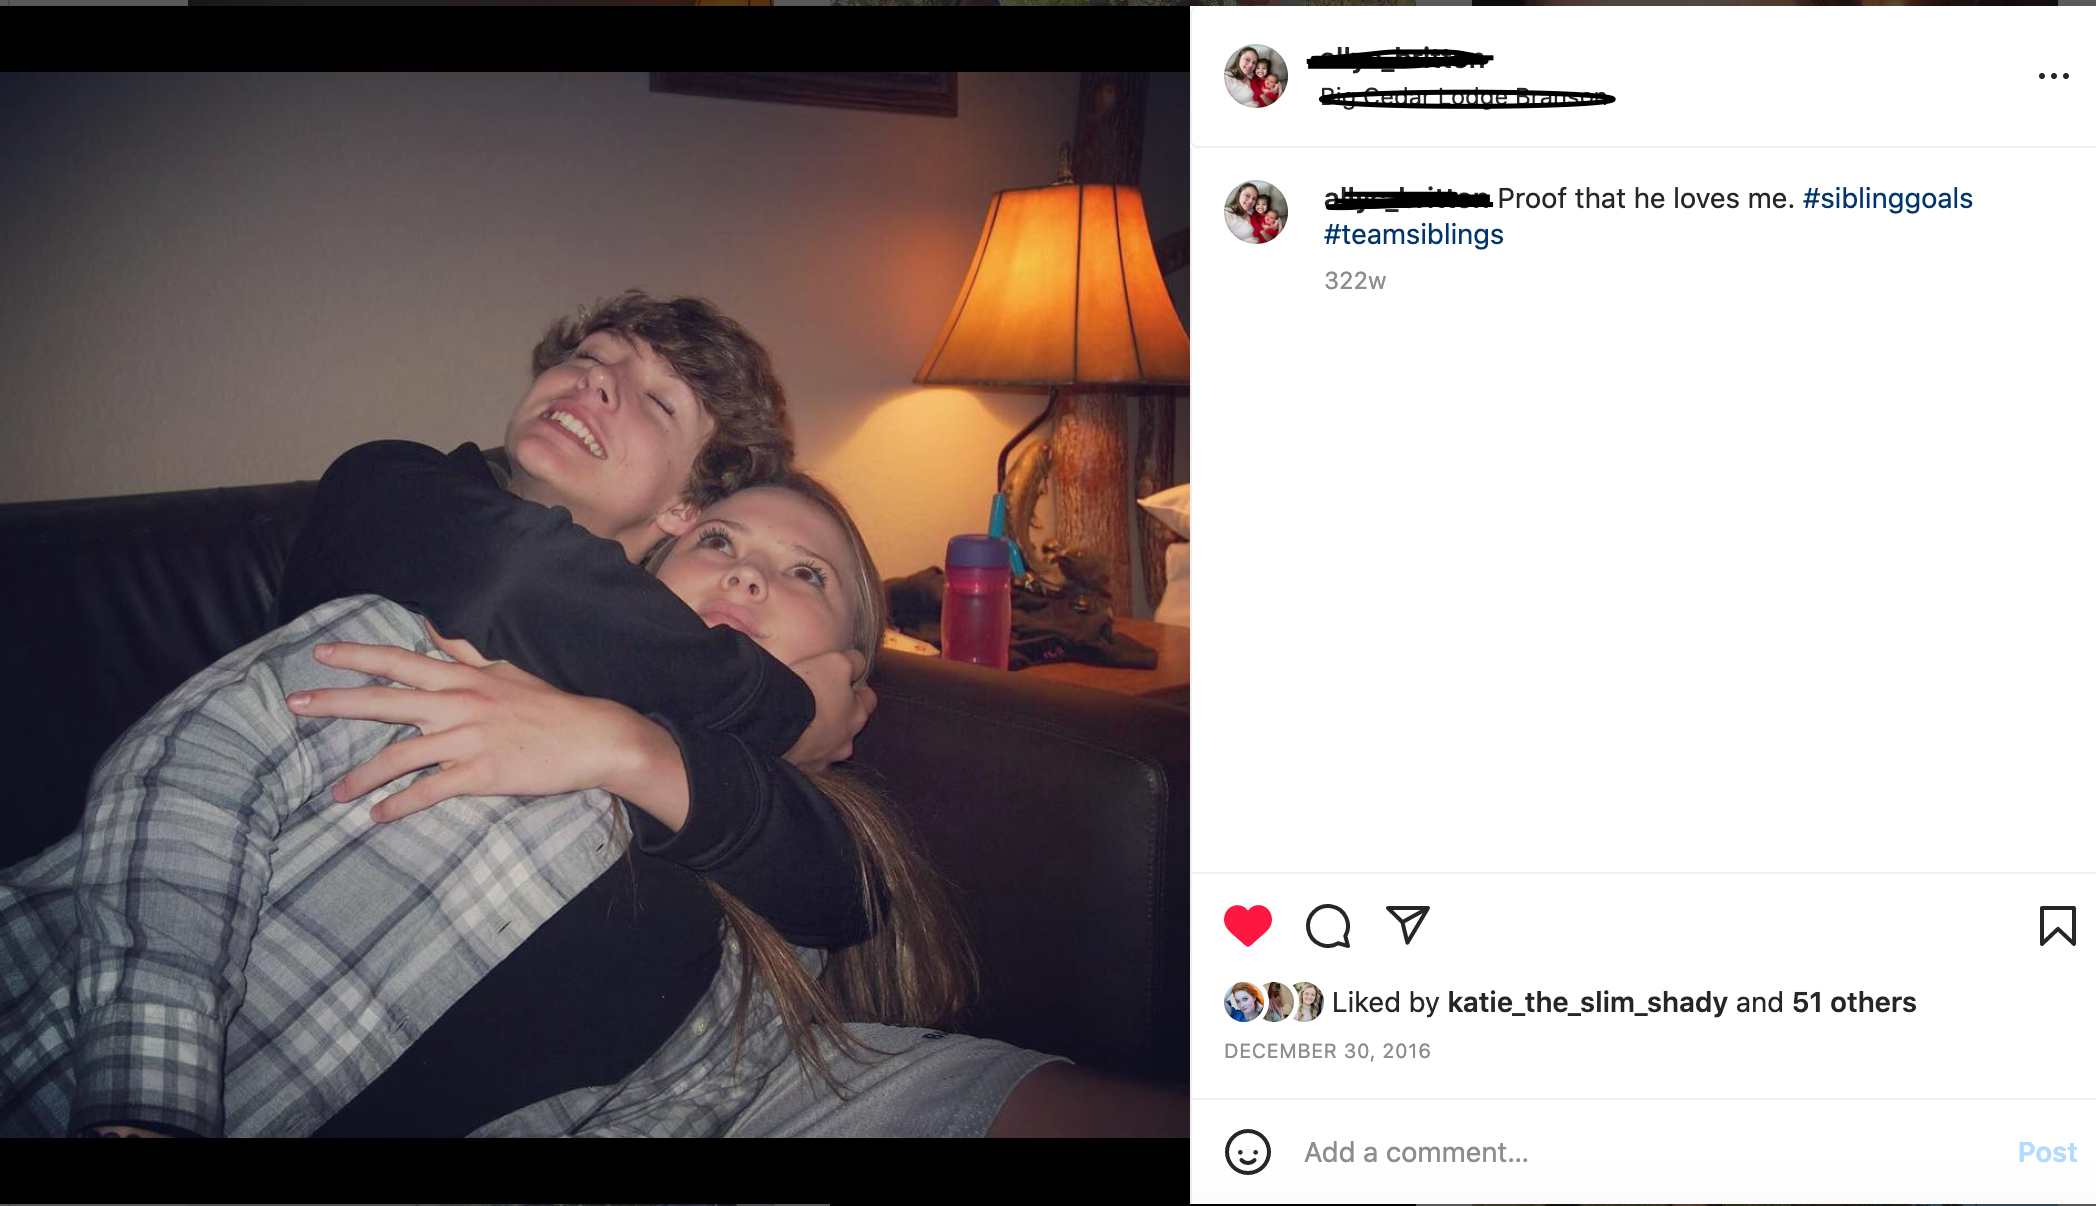 Proof that he loves me. #siblinggoals
#teamsiblings
322w
Liked by katie_the_slim_shady and 51 others
DECEMBER 30, 2016
Add a comment...
Post